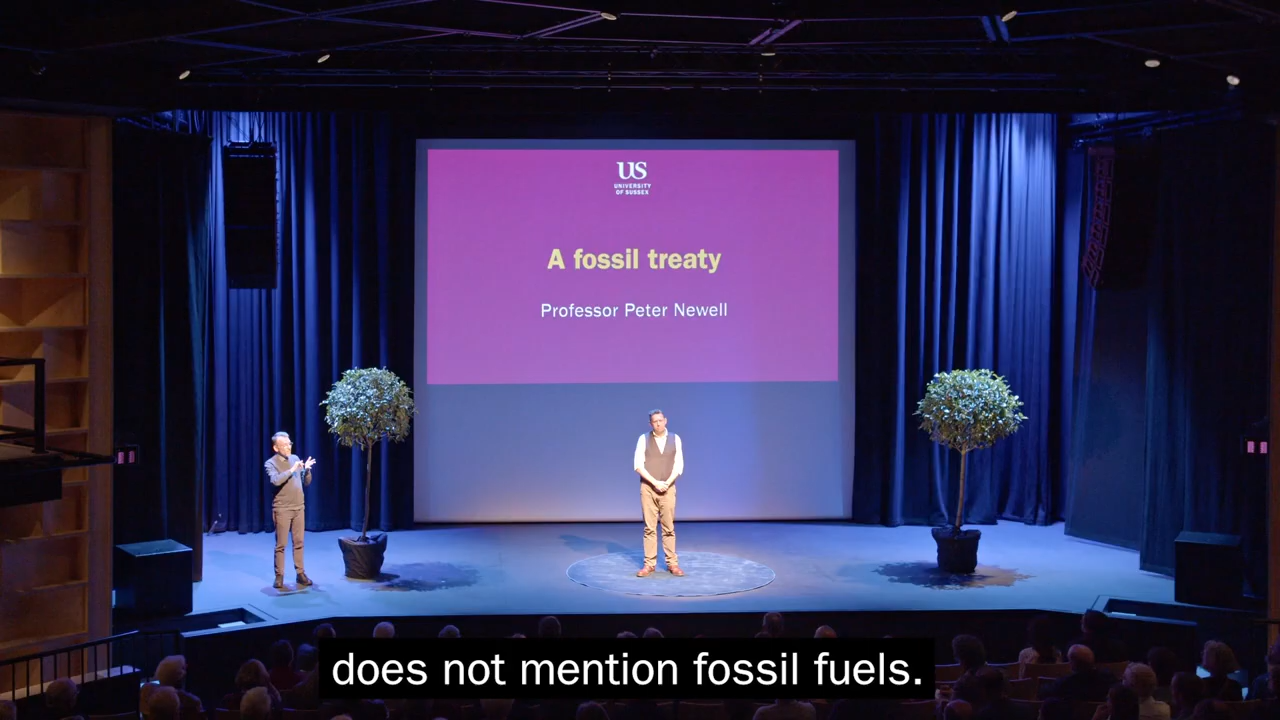 US
UNIVERSITY
OF SUSSEX
A fossil treaty
Professor Peter Newell
does not mention fossil fuels.